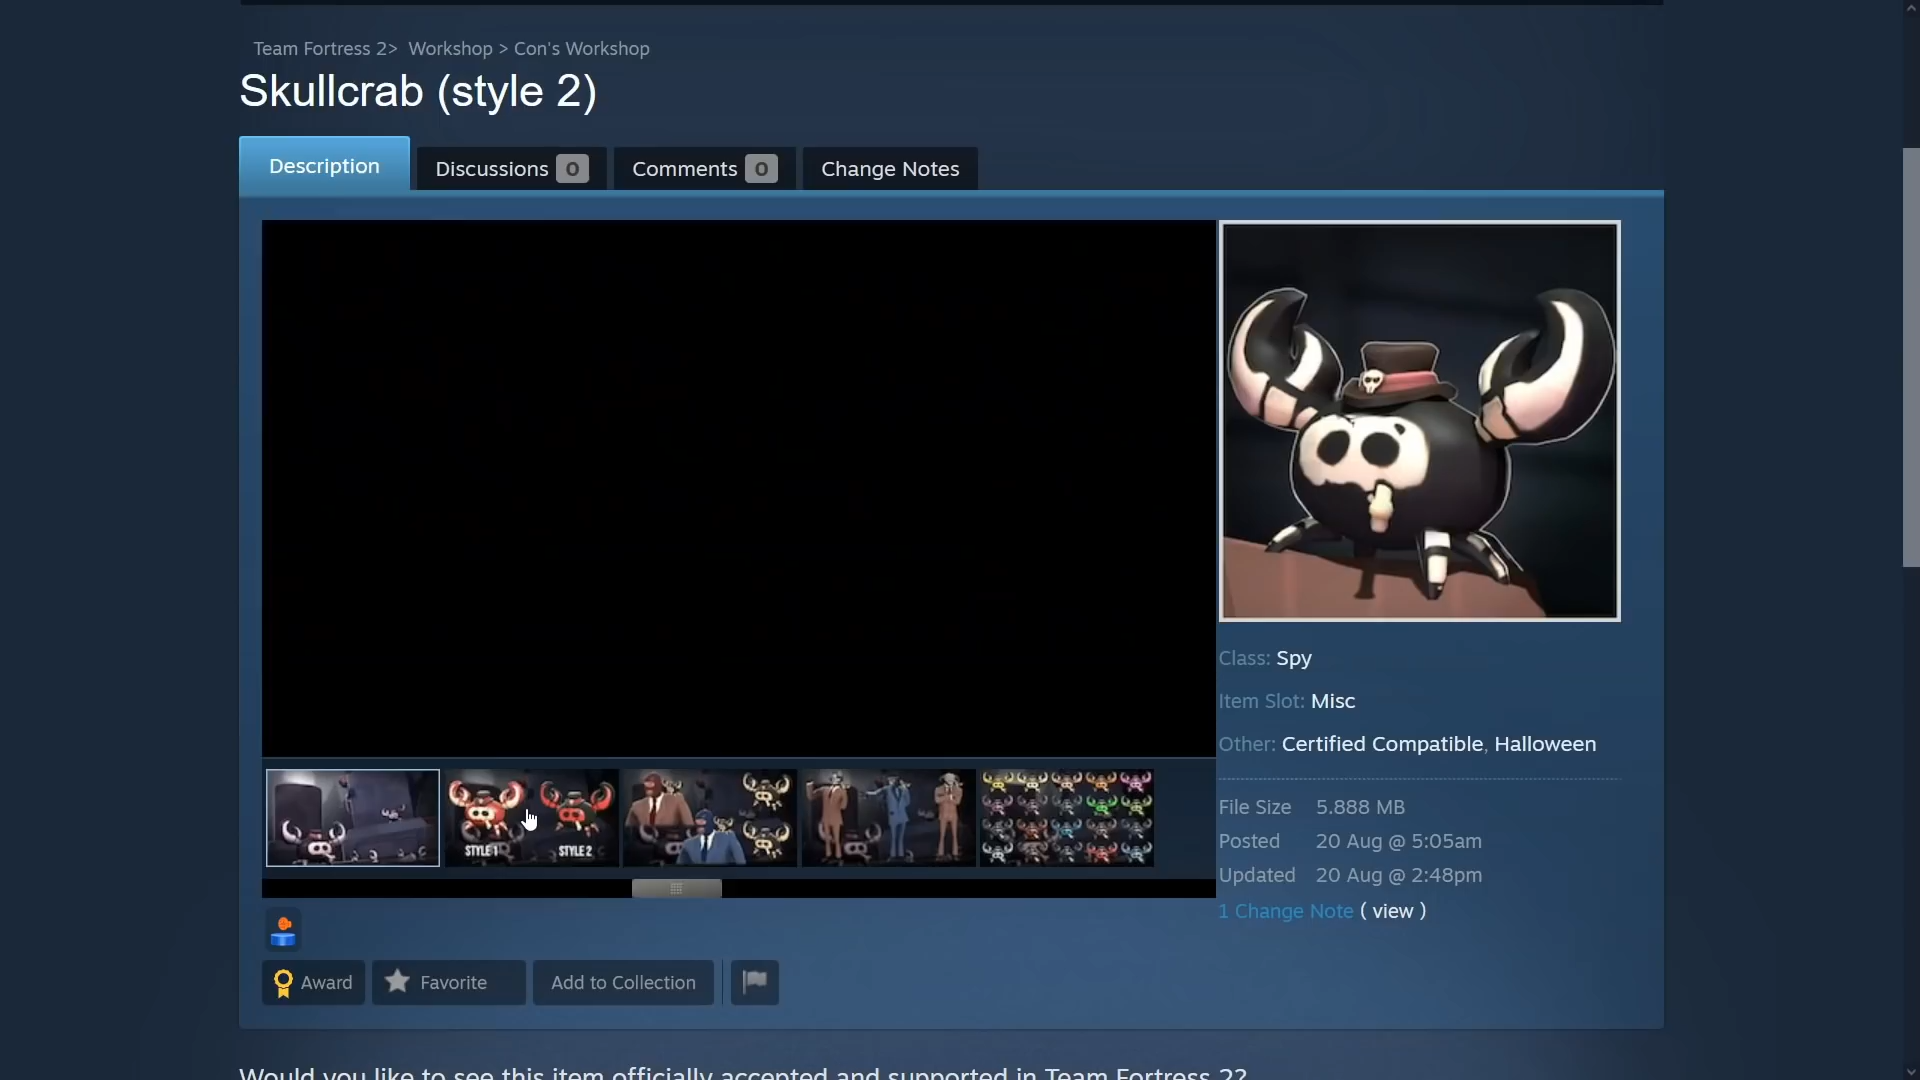 Team Fortress 2> Workshop > Con's Workshop
Skullcrab (style 2)
Description
Discussions 0
Comments 0
Change Notes
Class: Spy
Item Slot: Misc
Other: Certified Compatible, Halloween
File Size 5.888 MB
Posted 20 Aug @ 5:05am
Updated 20 Aug @ 2:48pm
1 Change Note ( view )
STYLE 1
STYLE 2
Award
Favorite
Add to Collection
Would you like to see this item officially accepted and supported in Team Fortress 2?